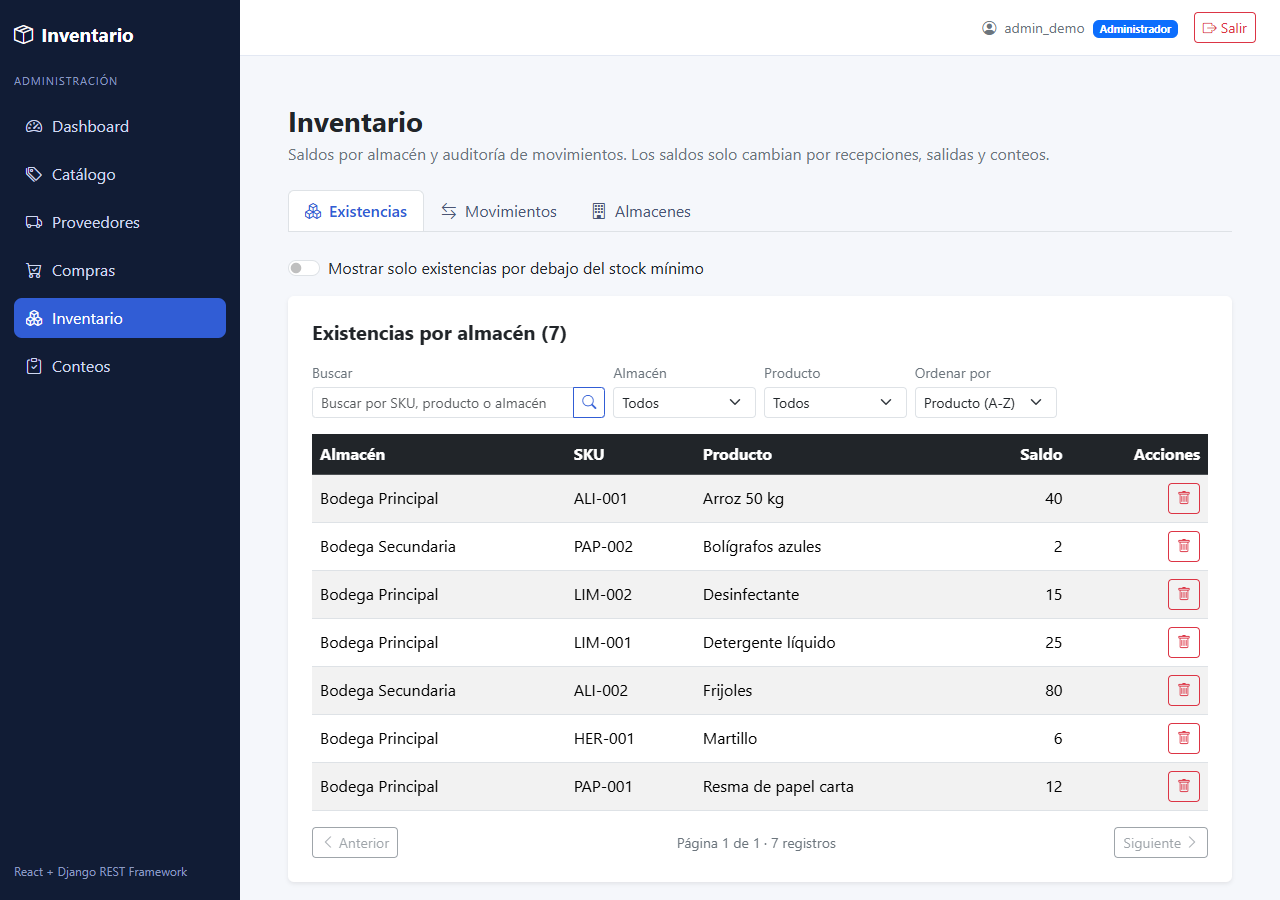 Inventario
ADMINISTRACIÓN
Dashboard
Catálogo
Proveedores
Compras
Inventario
Conteos
React + Django REST Framework
admin_demo Administrador Salir
Inventario
Saldos por almacén y auditoría de movimientos. Los saldos solo cambian por recepciones, salidas y conteos.
Existencias Movimientos Almacenes
Mostrar solo existencias por debajo del stock mínimo
Existencias por almacén (7)
Buscar Almacén Producto Ordenar por
Buscar por SKU, producto o almacén Todos Todos Producto (A-Z)
Almacén SKU Producto Saldo Acciones
Bodega Principal ALI-001 Arroz 50 kg 40
Bodega Secundaria PAP-002 Bolígrafos azules 2
Bodega Principal LIM-002 Desinfectante 15
Bodega Principal LIM-001 Detergente líquido 25
Bodega Secundaria ALI-002 Frijoles 80
Bodega Principal HER-001 Martillo 6
Bodega Principal PAP-001 Resma de papel carta 12
Anterior Página 1 de 1 · 7 registros Siguiente